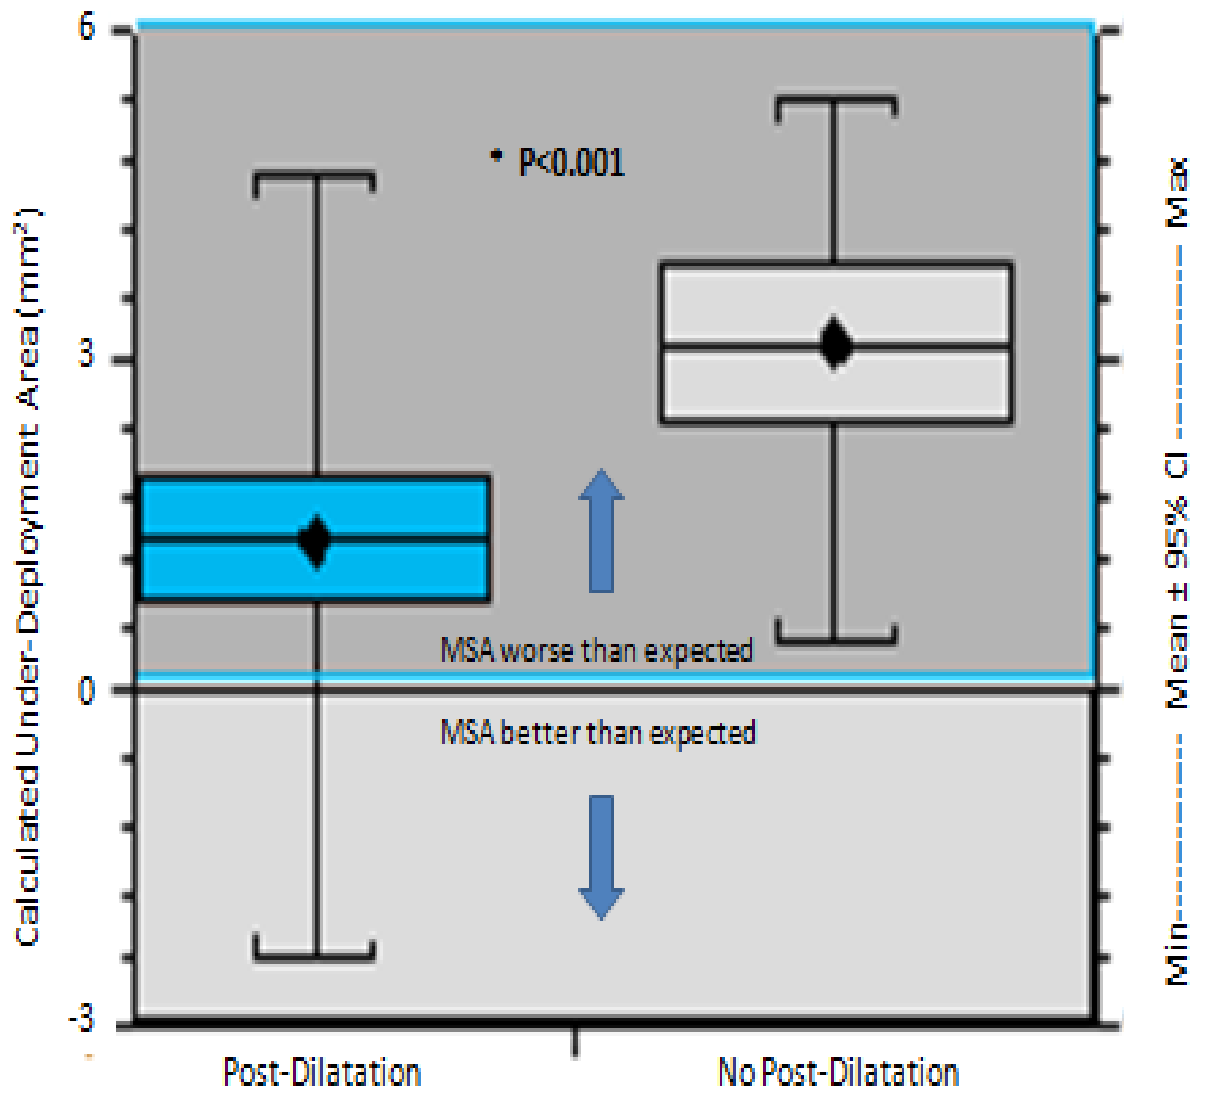 6
3
0
-3
Calculated Under-Deployment Area (mm²)
* P<0.001
MSA worse than expected
MSA better than expected
Min------------- Mean ± 95% CI ------------- Max
Post-Dilatation
No Post-Dilatation